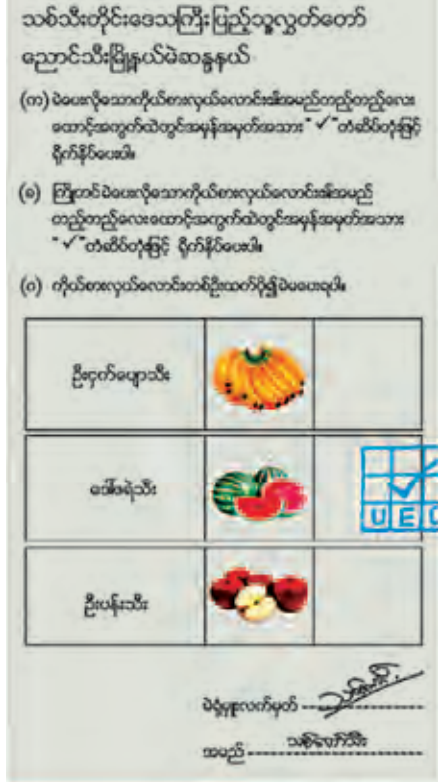 သစ်သီးတိုင်းဒေသကြီး ပြည်သူ့လွှတ်တော်
ညောင်သီးမြို့နယ်မဲဆန္ဒနယ်
(က) မဲပေးလိုသောကိုယ်စားလှယ်လောင်း၏အမည်တည့်တည့်လေး
ထောင့်အကွက်ထဲတွင်အမှန်အမှတ်အသား "✓" တံဆိပ်တုံးဖြင့်
ရိုက်နှိပ်ပေးပါ။
(ခ) ကြိုတင်မဲပေးလိုသောကိုယ်စားလှယ်လောင်း၏အမည်
တည့်တည့်လေးထောင့်အကွက်ထဲတွင်အမှန်အမှတ်အသား
"✓" တံဆိပ်တုံးဖြင့် ရိုက်နှိပ်ပေးပါ။
(ဂ) ကိုယ်စားလှယ်လောင်းတစ်ဦးထက်ပို၍မဲမပေးရပါ။
ဦးငှက်ပျောသီး
ဒေါ်ဖရဲသီး
UEC
ဦးပန်းသီး
မဲရုံမှူးလက်မှတ်
အမည် သစ်တော်သီး